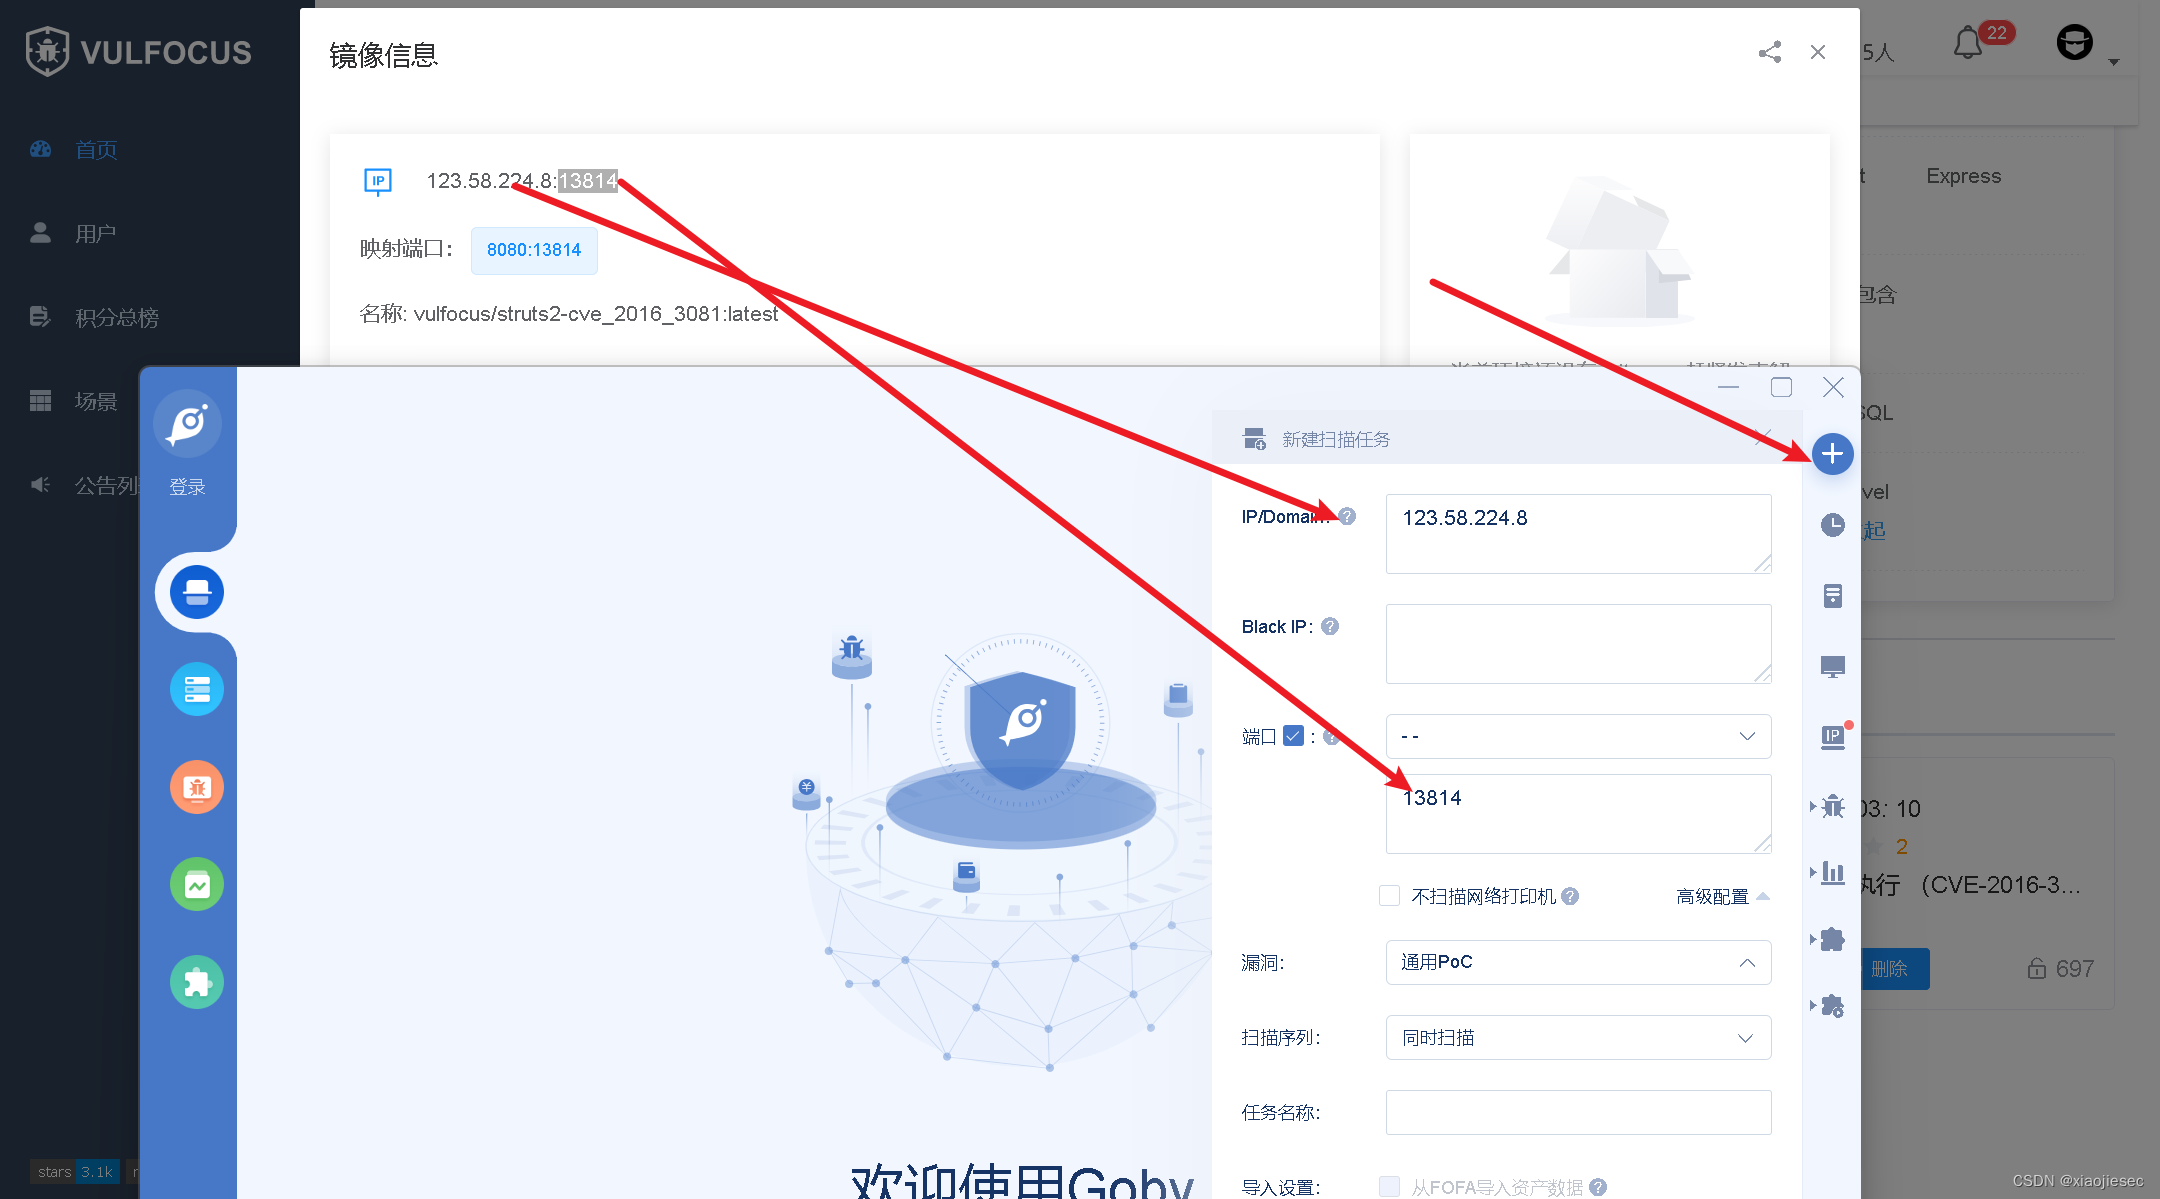 VULFOCUS
镜像信息
5人
22
首页
用户
积分总榜
场景
公告列
123.58.224.8:13814
映射端口：
8080:13814
名称: vulfocus/struts2-cve_2016_3081:latest
t
Express
包含
SQL
vel
起
03: 10
2
执行 （CVE-2016-3...
删除
697
登录
新建扫描任务
IP/Domain:
123.58.224.8
Black IP:
端口 :
--
13814
不扫描网络打印机
高级配置
漏洞:
通用PoC
扫描序列:
同时扫描
任务名称:
导入设置:
从FOFA导入资产数据
欢迎使用Goby
IP
stars 3.1k
CSDN @xiaojiesec